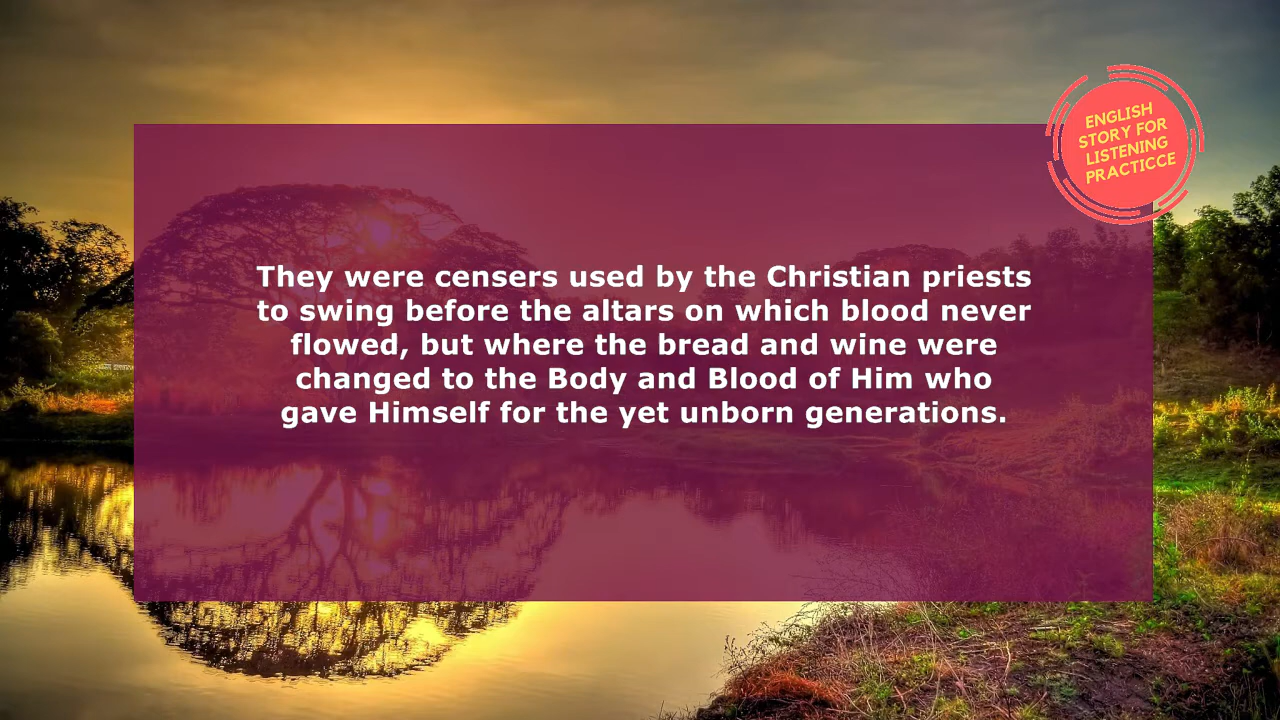 ENGLISH
STORY FOR
LISTENING
PRACTICCE
They were censers used by the Christian priests
to swing before the altars on which blood never
flowed, but where the bread and wine were
changed to the Body and Blood of Him who
gave Himself for the yet unborn generations.